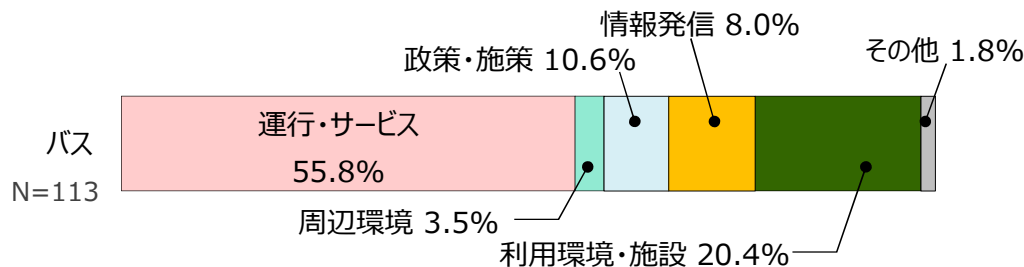 情報発信 8.0%
政策・施策 10.6%
その他 1.8%
運行・サービス
55.8%
バス
N=113
周辺環境 3.5%
利用環境・施設 20.4%